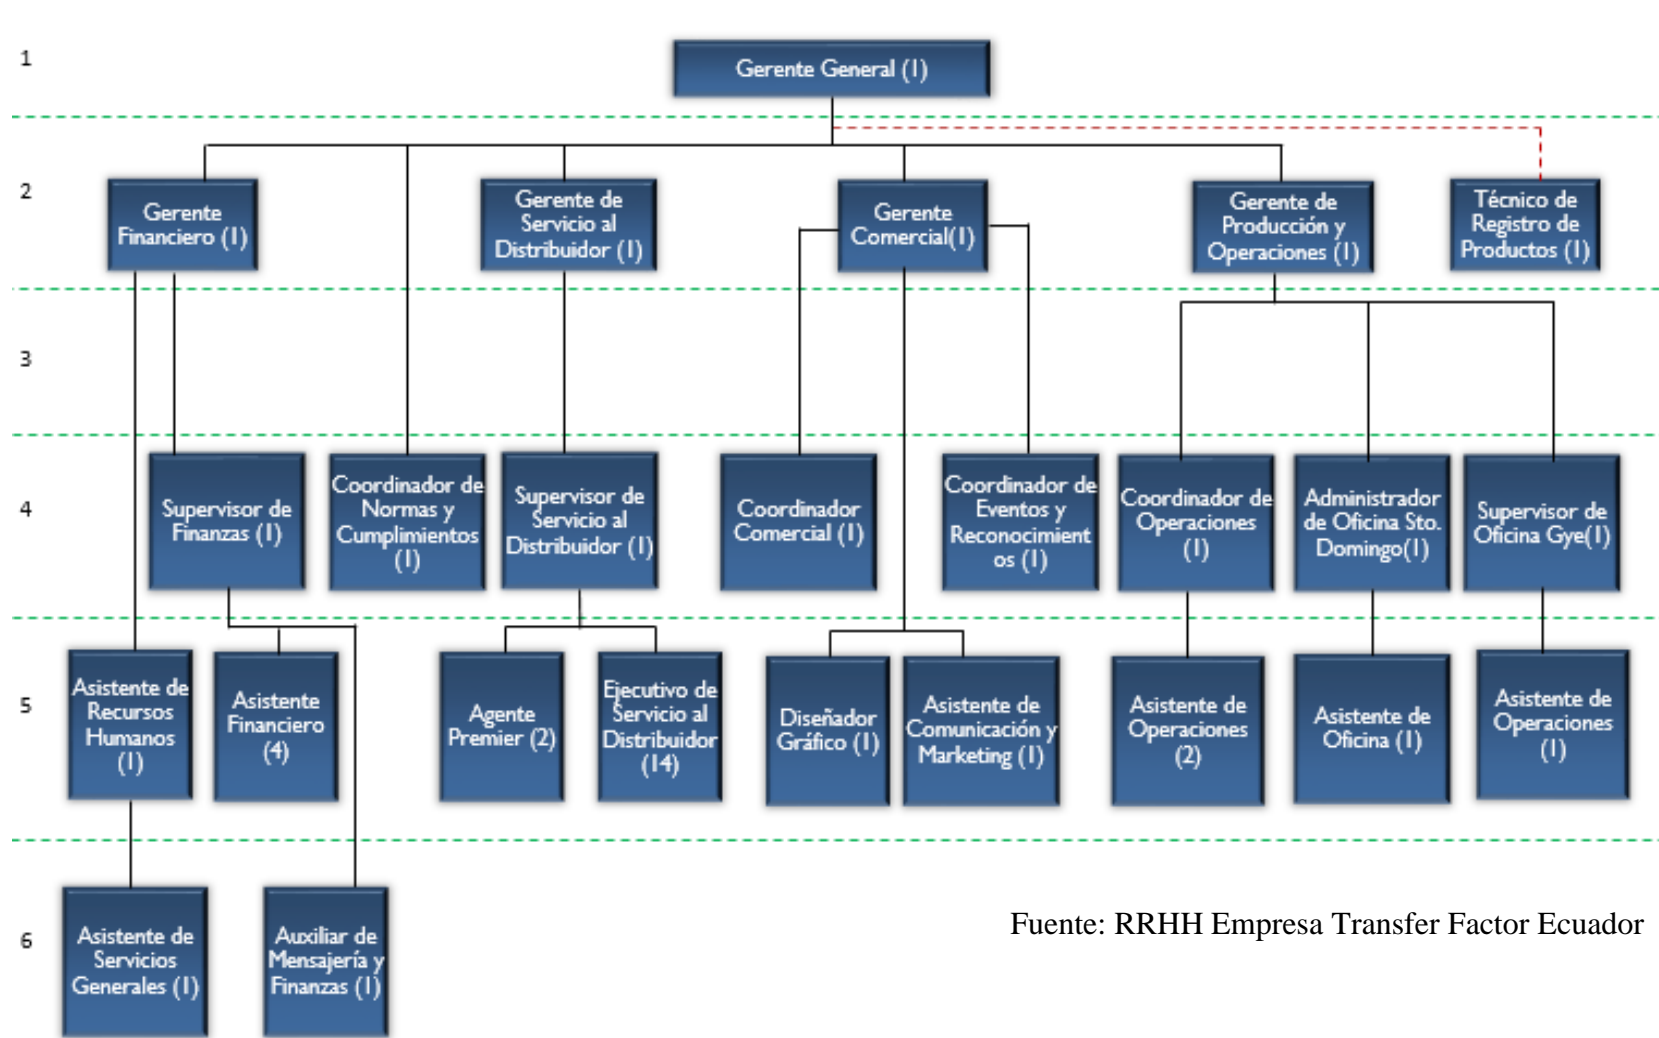 1
Gerente General (1)
2
Gerente
Financiero (1)
Gerente de
Servicio al
Distribuidor (1)
Gerente
Comercial(1)
Gerente de
Producción y
Operaciones (1)
Técnico de
Registro de
Productos (1)
3
4
Supervisor de
Finanzas (1)
Coordinador de
Normas y
Cumplimientos
(1)
Supervisor de
Servicio al
Distribuidor (1)
Coordinador
Comercial (1)
Coordinador de
Eventos y
Reconocimient
os (1)
Coordinador de
Operaciones
(1)
Administrador
de Oficina Sto.
Domingo(1)
Supervisor de
Oficina Gye(1)
5
Asistente de
Recursos
Humanos
(1)
Asistente
Financiero
(4)
Agente
Premier (2)
Ejecutivo de
Servicio al
Distribuidor
(14)
Diseñador
Gráfico (1)
Asistente de
Comunicación y
Marketing (1)
Asistente de
Operaciones
(2)
Asistente de
Oficina (1)
Asistente de
Operaciones
(1)
6
Asistente de
Servicios
Generales (1)
Auxiliar de
Mensajería y
Finanzas (1)
Fuente: RRHH Empresa Transfer Factor Ecuador